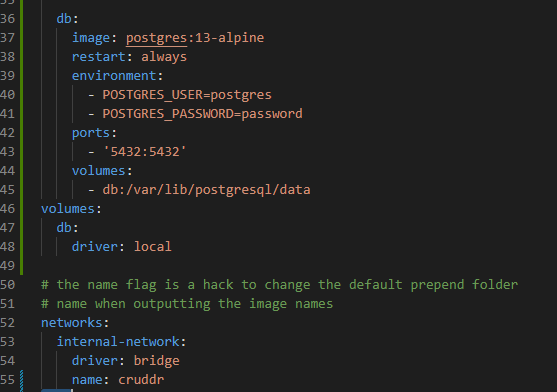 36 db:
37 image: postgres:13-alpine
38 restart: always
39 environment:
40 - POSTGRES_USER=postgres
41 - POSTGRES_PASSWORD=password
42 ports:
43 - '5432:5432'
44 volumes:
45 - db:/var/lib/postgresql/data
46 volumes:
47 db:
48 driver: local
49
50 # the name flag is a hack to change the default prepend folder
51 # name when outputting the image names
52 networks:
53 internal-network:
54 driver: bridge
55 name: cruddr